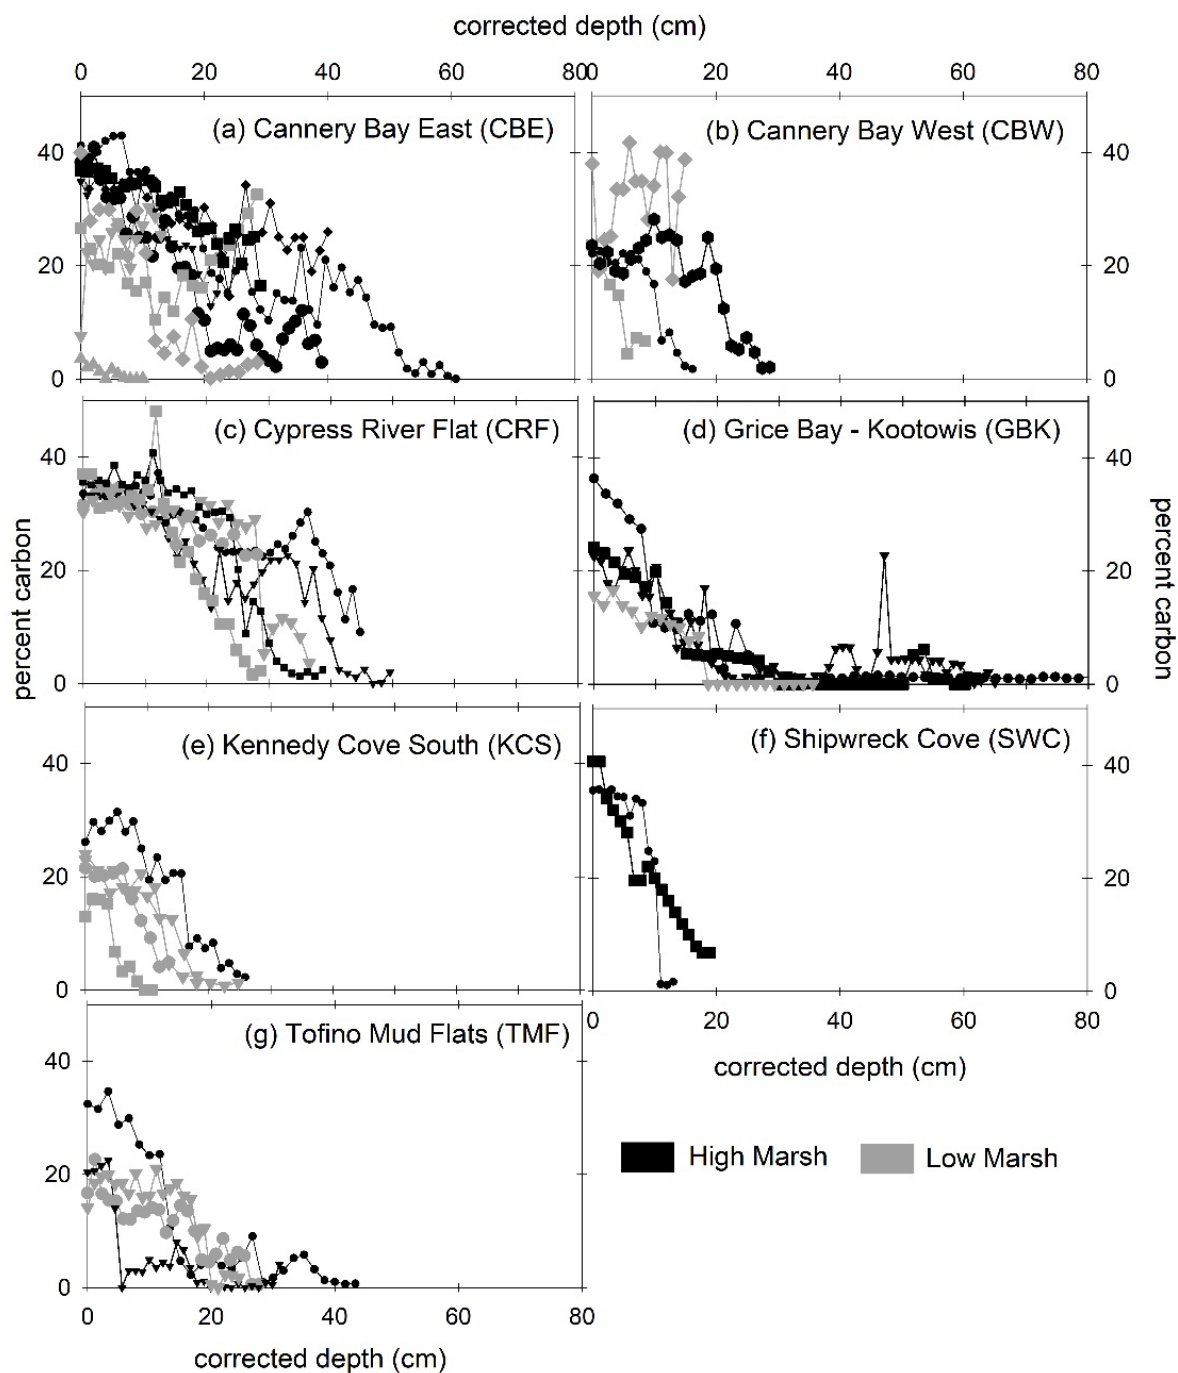 corrected depth (cm)
0 20 40 60 800 20 40 60 80
(a) Cannery Bay East (CBE)
(b) Cannery Bay West (CBW)
40 40
20 20
0 0
(c) Cypress River Flat (CRF)
(d) Grice Bay - Kootowis (GBK)
40 40
20 20
0 0
percent carbon
percent carbon
(e) Kennedy Cove South (KCS)
(f) Shipwreck Cove (SWC)
40 40
20 20
0 0
0 20 40 60 80
corrected depth (cm)
(g) Tofino Mud Flats (TMF)
40
20
0
0 20 40 60 80
corrected depth (cm)
High Marsh
Low Marsh